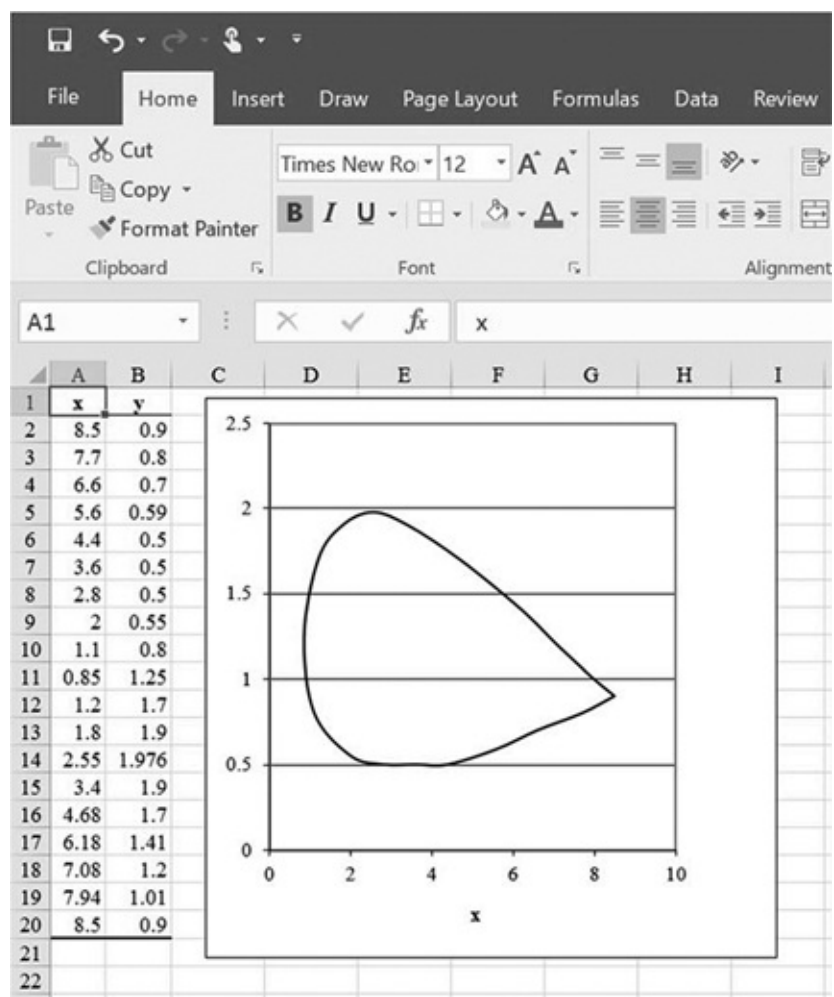 File Home Insert Draw Page Layout Formulas Data Review
Cut
Times New Ro 12 A A
Copy
Paste
B I U A
Format Painter
Clipboard Font Alignment
A1 fx x
A B C D E F G H I
1 x y
2 8.5 0.9
3 7.7 0.8
4 6.6 0.7
5 5.6 0.59
6 4.4 0.5
7 3.6 0.5
8 2.8 0.5
9 2 0.55
10 1.1 0.8
11 0.85 1.25
12 1.2 1.7
13 1.8 1.9
14 2.55 1.976
15 3.4 1.9
16 4.68 1.7
17 6.18 1.41
18 7.08 1.2
19 7.94 1.01
20 8.5 0.9
21
22
2.5
2
1.5
1
0.5
0
0 2 4 6 8 10
x